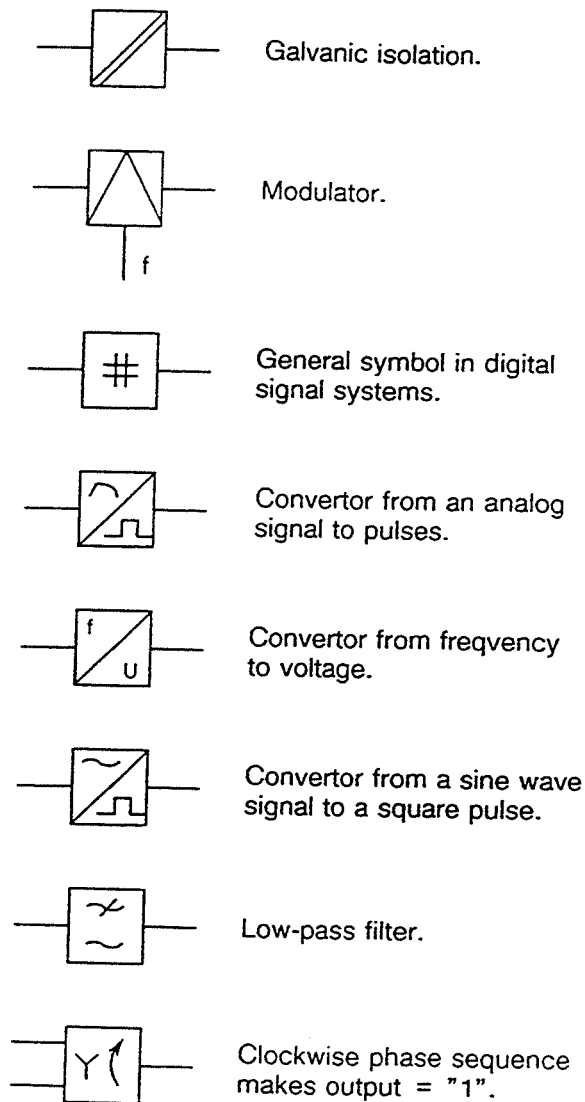 Galvanic isolation.
Modulator.
f
General symbol in digital
signal systems.
Convertor from an analog
signal to pulses.
f
U
Convertor from freqvency
to voltage.
Convertor from a sine wave
signal to a square pulse.
Low-pass filter.
Y
Clockwise phase sequence
makes output = "1".